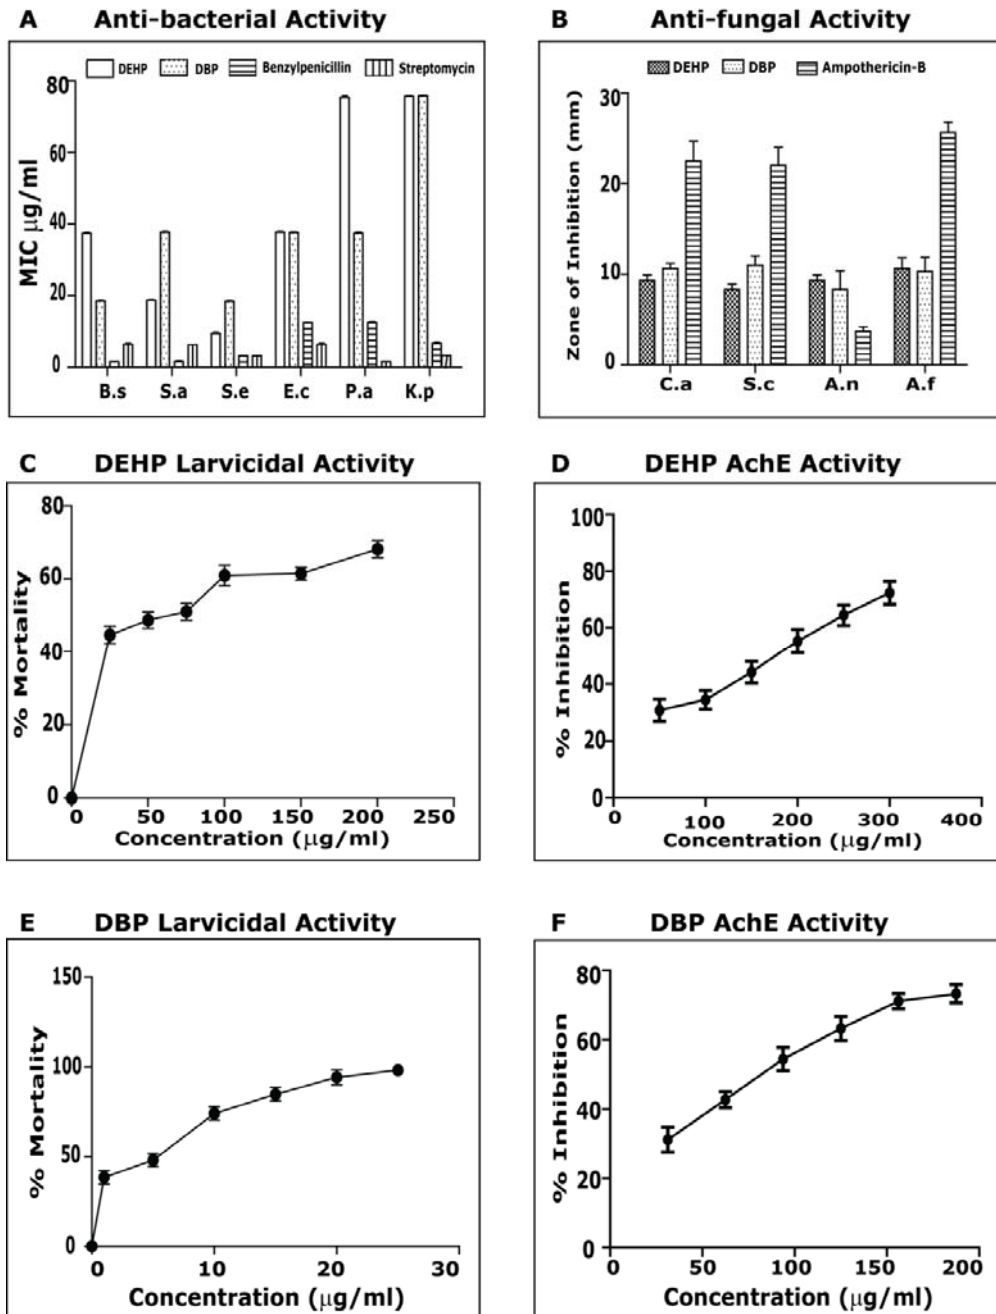 A Anti-bacterial Activity
DEHP DBP Benzylpenicillin Streptomycin
MIC µg/ml
80
60
40
20
0
B.s S.a S.e E.c P.a K.p
B Anti-fungal Activity
DEHP DBP Ampothericin-B
Zone of Inhibition (mm)
30
20
10
0
C.a S.c A.n A.f
C DEHP Larvicidal Activity
% Mortality
80
60
40
20
0
0 50 100 150 200 250
Concentration (µg/ml)
D DEHP AchE Activity
% Inhibition
100
80
60
40
20
0
0 100 200 300 400
Concentration (µg/ml)
E DBP Larvicidal Activity
% Mortality
150
100
50
0
0 10 20 30
Concentration (µg/ml)
F DBP AchE Activity
% Inhibition
80
60
40
20
0
0 50 100 150 200
Concentration (µg/ml)